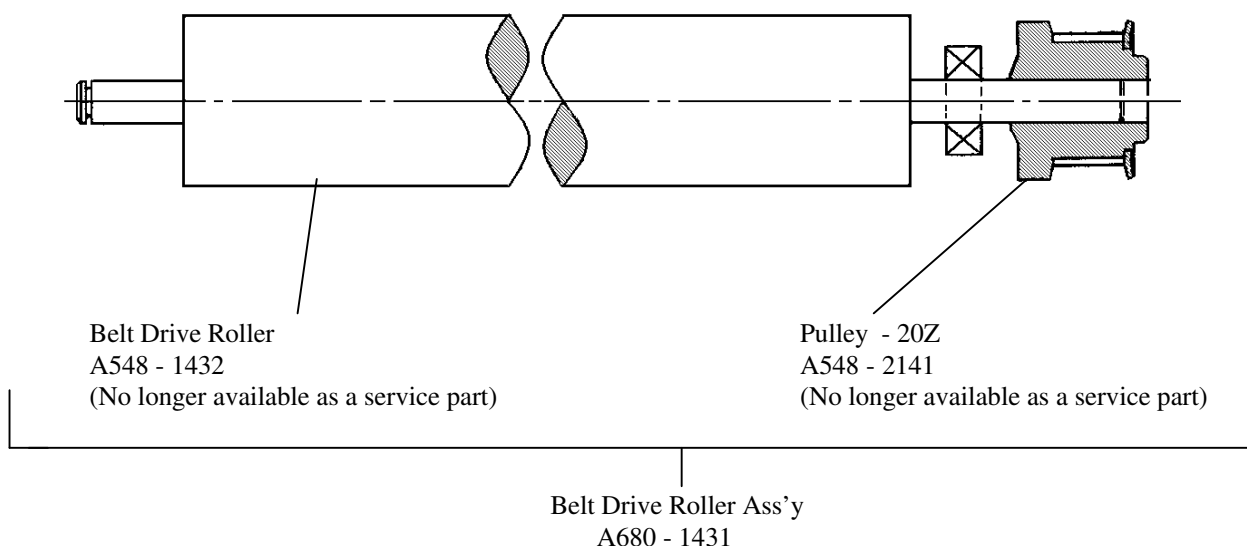 Belt Drive Roller
A548 - 1432
(No longer available as a service part)
Pulley  - 20Z
A548 - 2141
(No longer available as a service part)
Belt Drive Roller Ass’y
A680 - 1431